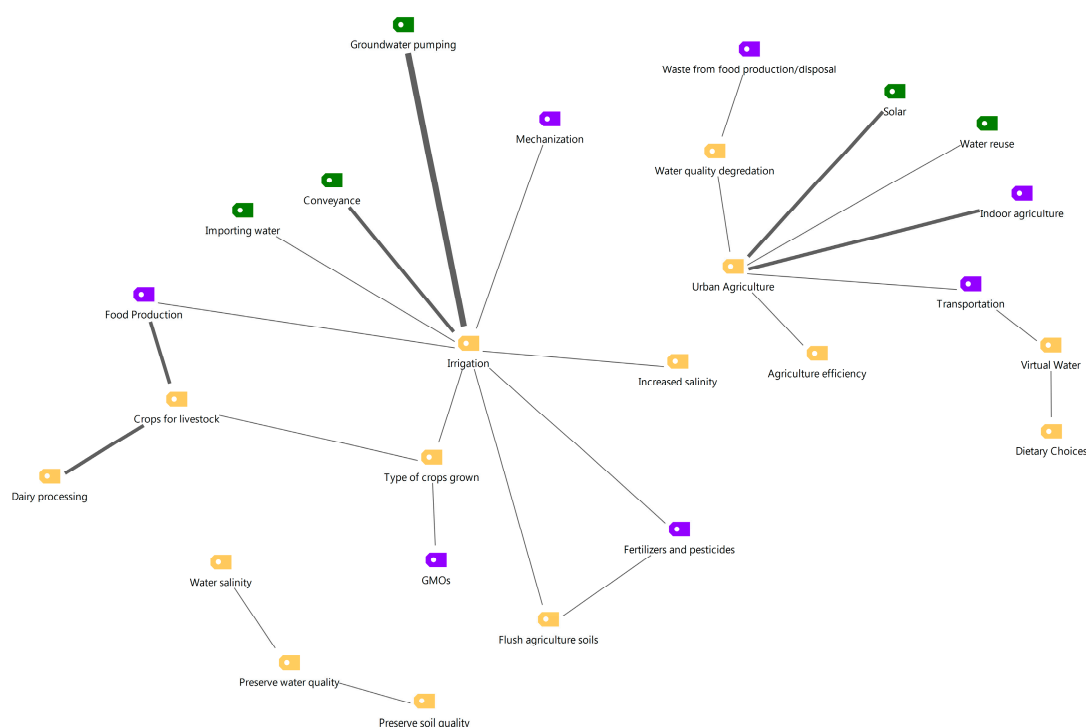 Groundwater pumping
Waste from food production/disposal
Solar
Mechanization
Water reuse
Water quality degredation
Conveyance
Indoor agriculture
Importing water
Urban Agriculture
Transportation
Food Production
Irrigation
Virtual Water
Agriculture efficiency
Increased salinity
Crops for livestock
Dietary Choices
Type of crops grown
Dairy processing
Fertilizers and pesticides
GMOs
Water salinity
Flush agriculture soils
Preserve water quality
Preserve soil quality